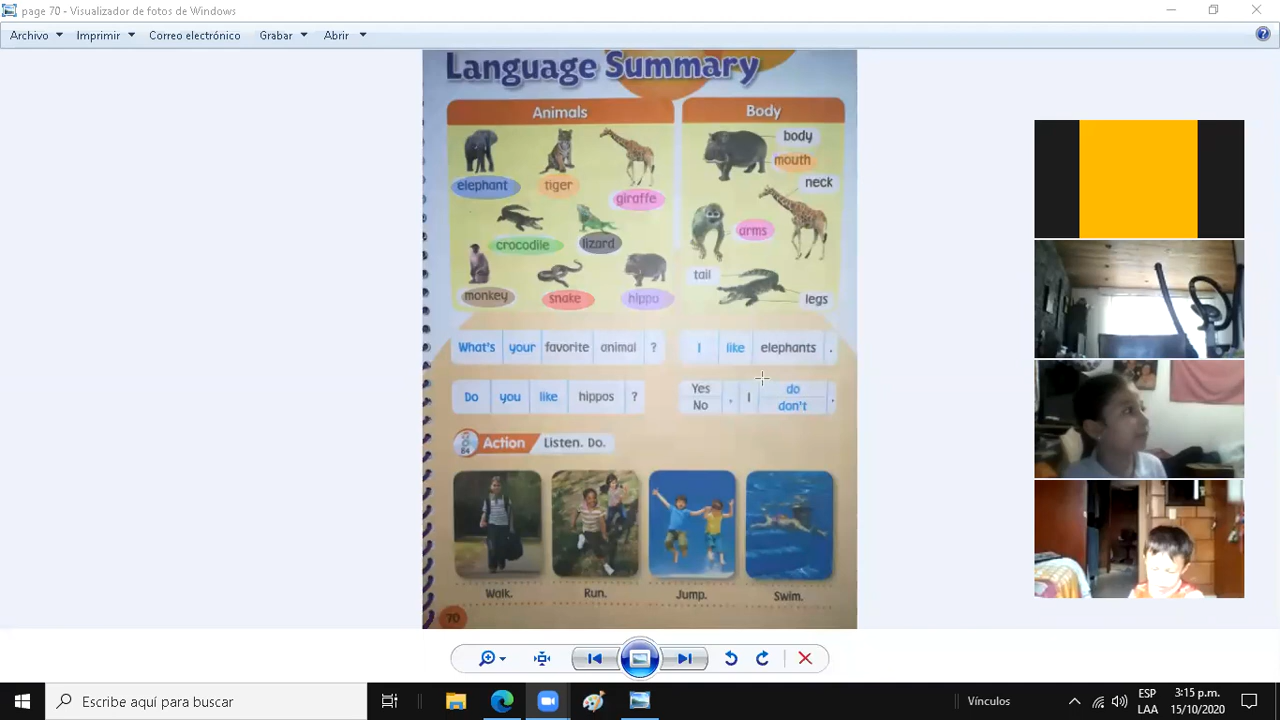 page 70 - Visualizador de fotos de Windows
Archivo Imprimir Correo electrónico Grabar Abrir
Language Summary
Animals
elephant tiger giraffe
crocodile lizard
monkey snake hippo
Body
body
mouth
neck
arms
tail
legs
What's your favorite animal ?
I like elephants .
Do you like hippos ?
Yes
No , I do
don't .
64 Action Listen. Do.
Walk. Run. Jump. Swim.
70
Escribe aquí para buscar
Vínculos
ESP
LAA
3:15 p.m.
15/10/2020